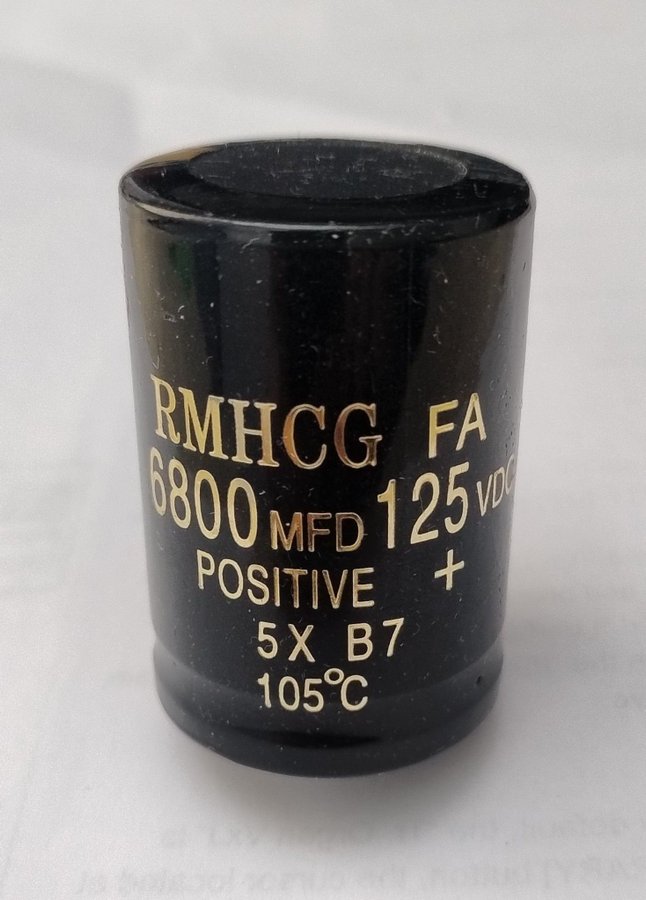 RMHCG FA
6800 MFD 125 VDC
POSITIVE +
5X B7
105°C